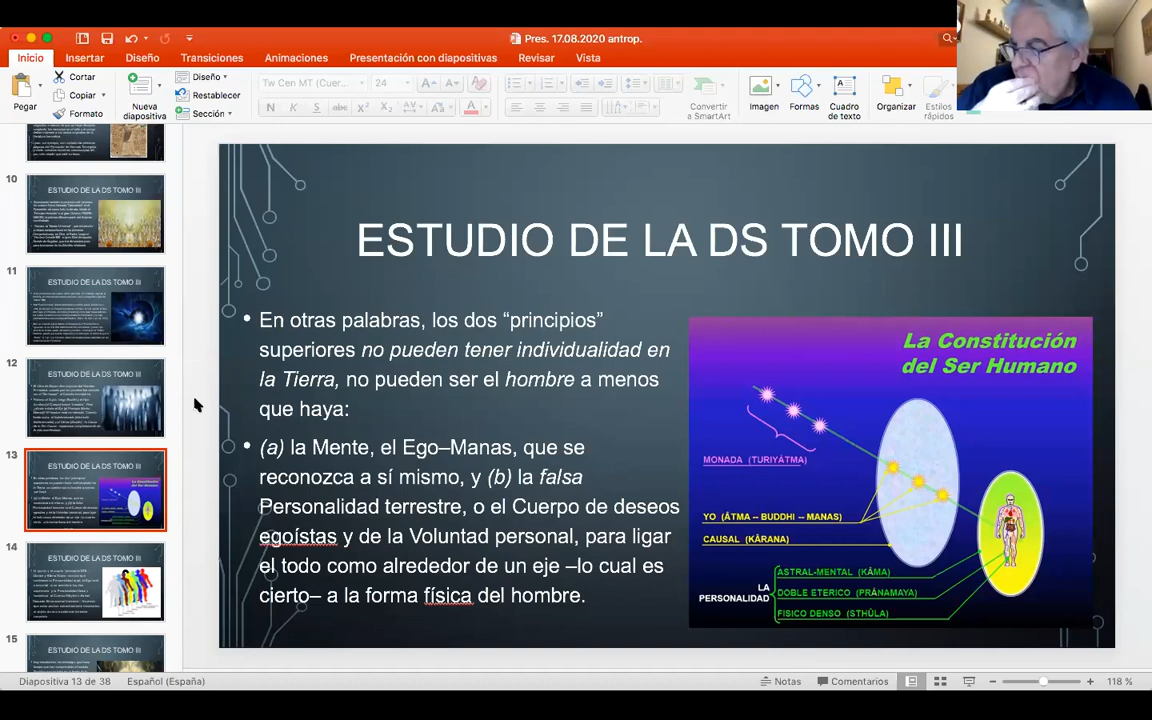 Pres. 17.08.2020 antrop.
Inicio Insertar Diseño Transiciones Animaciones Presentación con diapositivas Revisar Vista
Pegar
Cortar
Copiar
Formato
Nueva
diapositiva
Diseño
Restablecer
Sección
Tw Cen MT (Cuer... 24
Convertir
a SmartArt
Imagen
Formas
Cuadro
de texto
Organizar
Estilos
rápidos
10
ESTUDIO DE LA DS TOMO III
11
ESTUDIO DE LA DS TOMO III
12
ESTUDIO DE LA DS TOMO III
13
ESTUDIO DE LA DS TOMO III
14
ESTUDIO DE LA DS TOMO III
15
ESTUDIO DE LA DS TOMO III
ESTUDIO DE LA DS TOMO III
• En otras palabras, los dos “principios”
superiores no pueden tener individualidad en
la Tierra, no pueden ser el hombre a menos
que haya:
• (a) la Mente, el Ego–Manas, que se
reconozca a sí mismo, y (b) la falsa
Personalidad terrestre, o el Cuerpo de deseos
egoístas y de la Voluntad personal, para ligar
el todo como alrededor de un eje –lo cual es
cierto– a la forma física del hombre.
La Constitución
del Ser Humano
MONADA (TURIYÁTMA)
YO (ÁTMA -- BUDDHI -- MANAS)
CAUSAL (KÂRANA)
LA
PERSONALIDAD
ASTRAL-MENTAL (KÂMA)
DOBLE ETERICO (PRÂNAMAYA)
FISICO DENSO (STHÛLA)
Diapositiva 13 de 38 Español (España)
Notas Comentarios 118 %